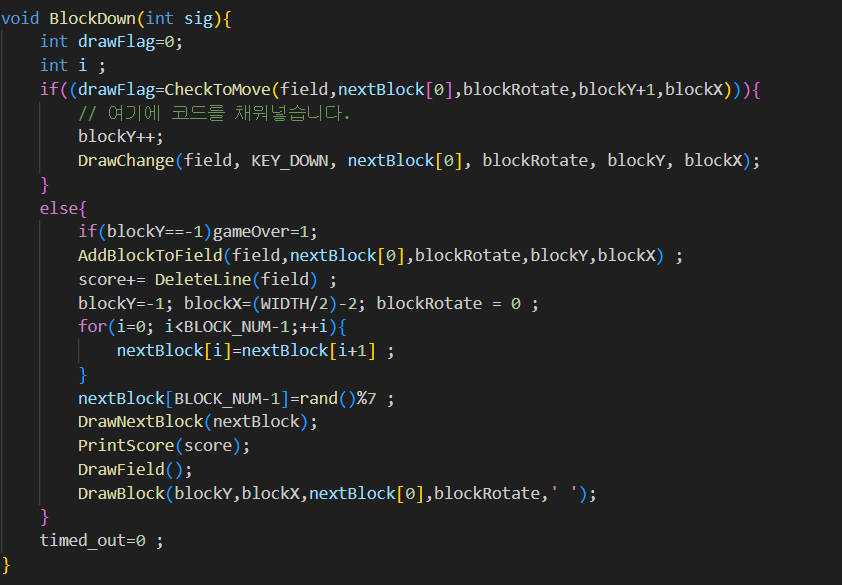 void BlockDown(int sig){
    int drawFlag=0;
    int i ;
    if((drawFlag=CheckToMove(field,nextBlock[0],blockRotate,blockY+1,blockX))){
        // 여기에 코드를 채워넣습니다.
        blockY++;
        DrawChange(field, KEY_DOWN, nextBlock[0], blockRotate, blockY, blockX);
    }
    else{
        if(blockY==-1)gameOver=1;
        AddBlockToField(field,nextBlock[0],blockRotate,blockY,blockX) ;
        score+= DeleteLine(field) ;
        blockY=-1; blockX=(WIDTH/2)-2; blockRotate = 0 ;
        for(i=0; i<BLOCK_NUM-1;++i){
            nextBlock[i]=nextBlock[i+1] ;
        }
        nextBlock[BLOCK_NUM-1]=rand()%7 ;
        DrawNextBlock(nextBlock);
        PrintScore(score);
        DrawField();
        DrawBlock(blockY,blockX,nextBlock[0],blockRotate,' ');
    }
    timed_out=0 ;
}